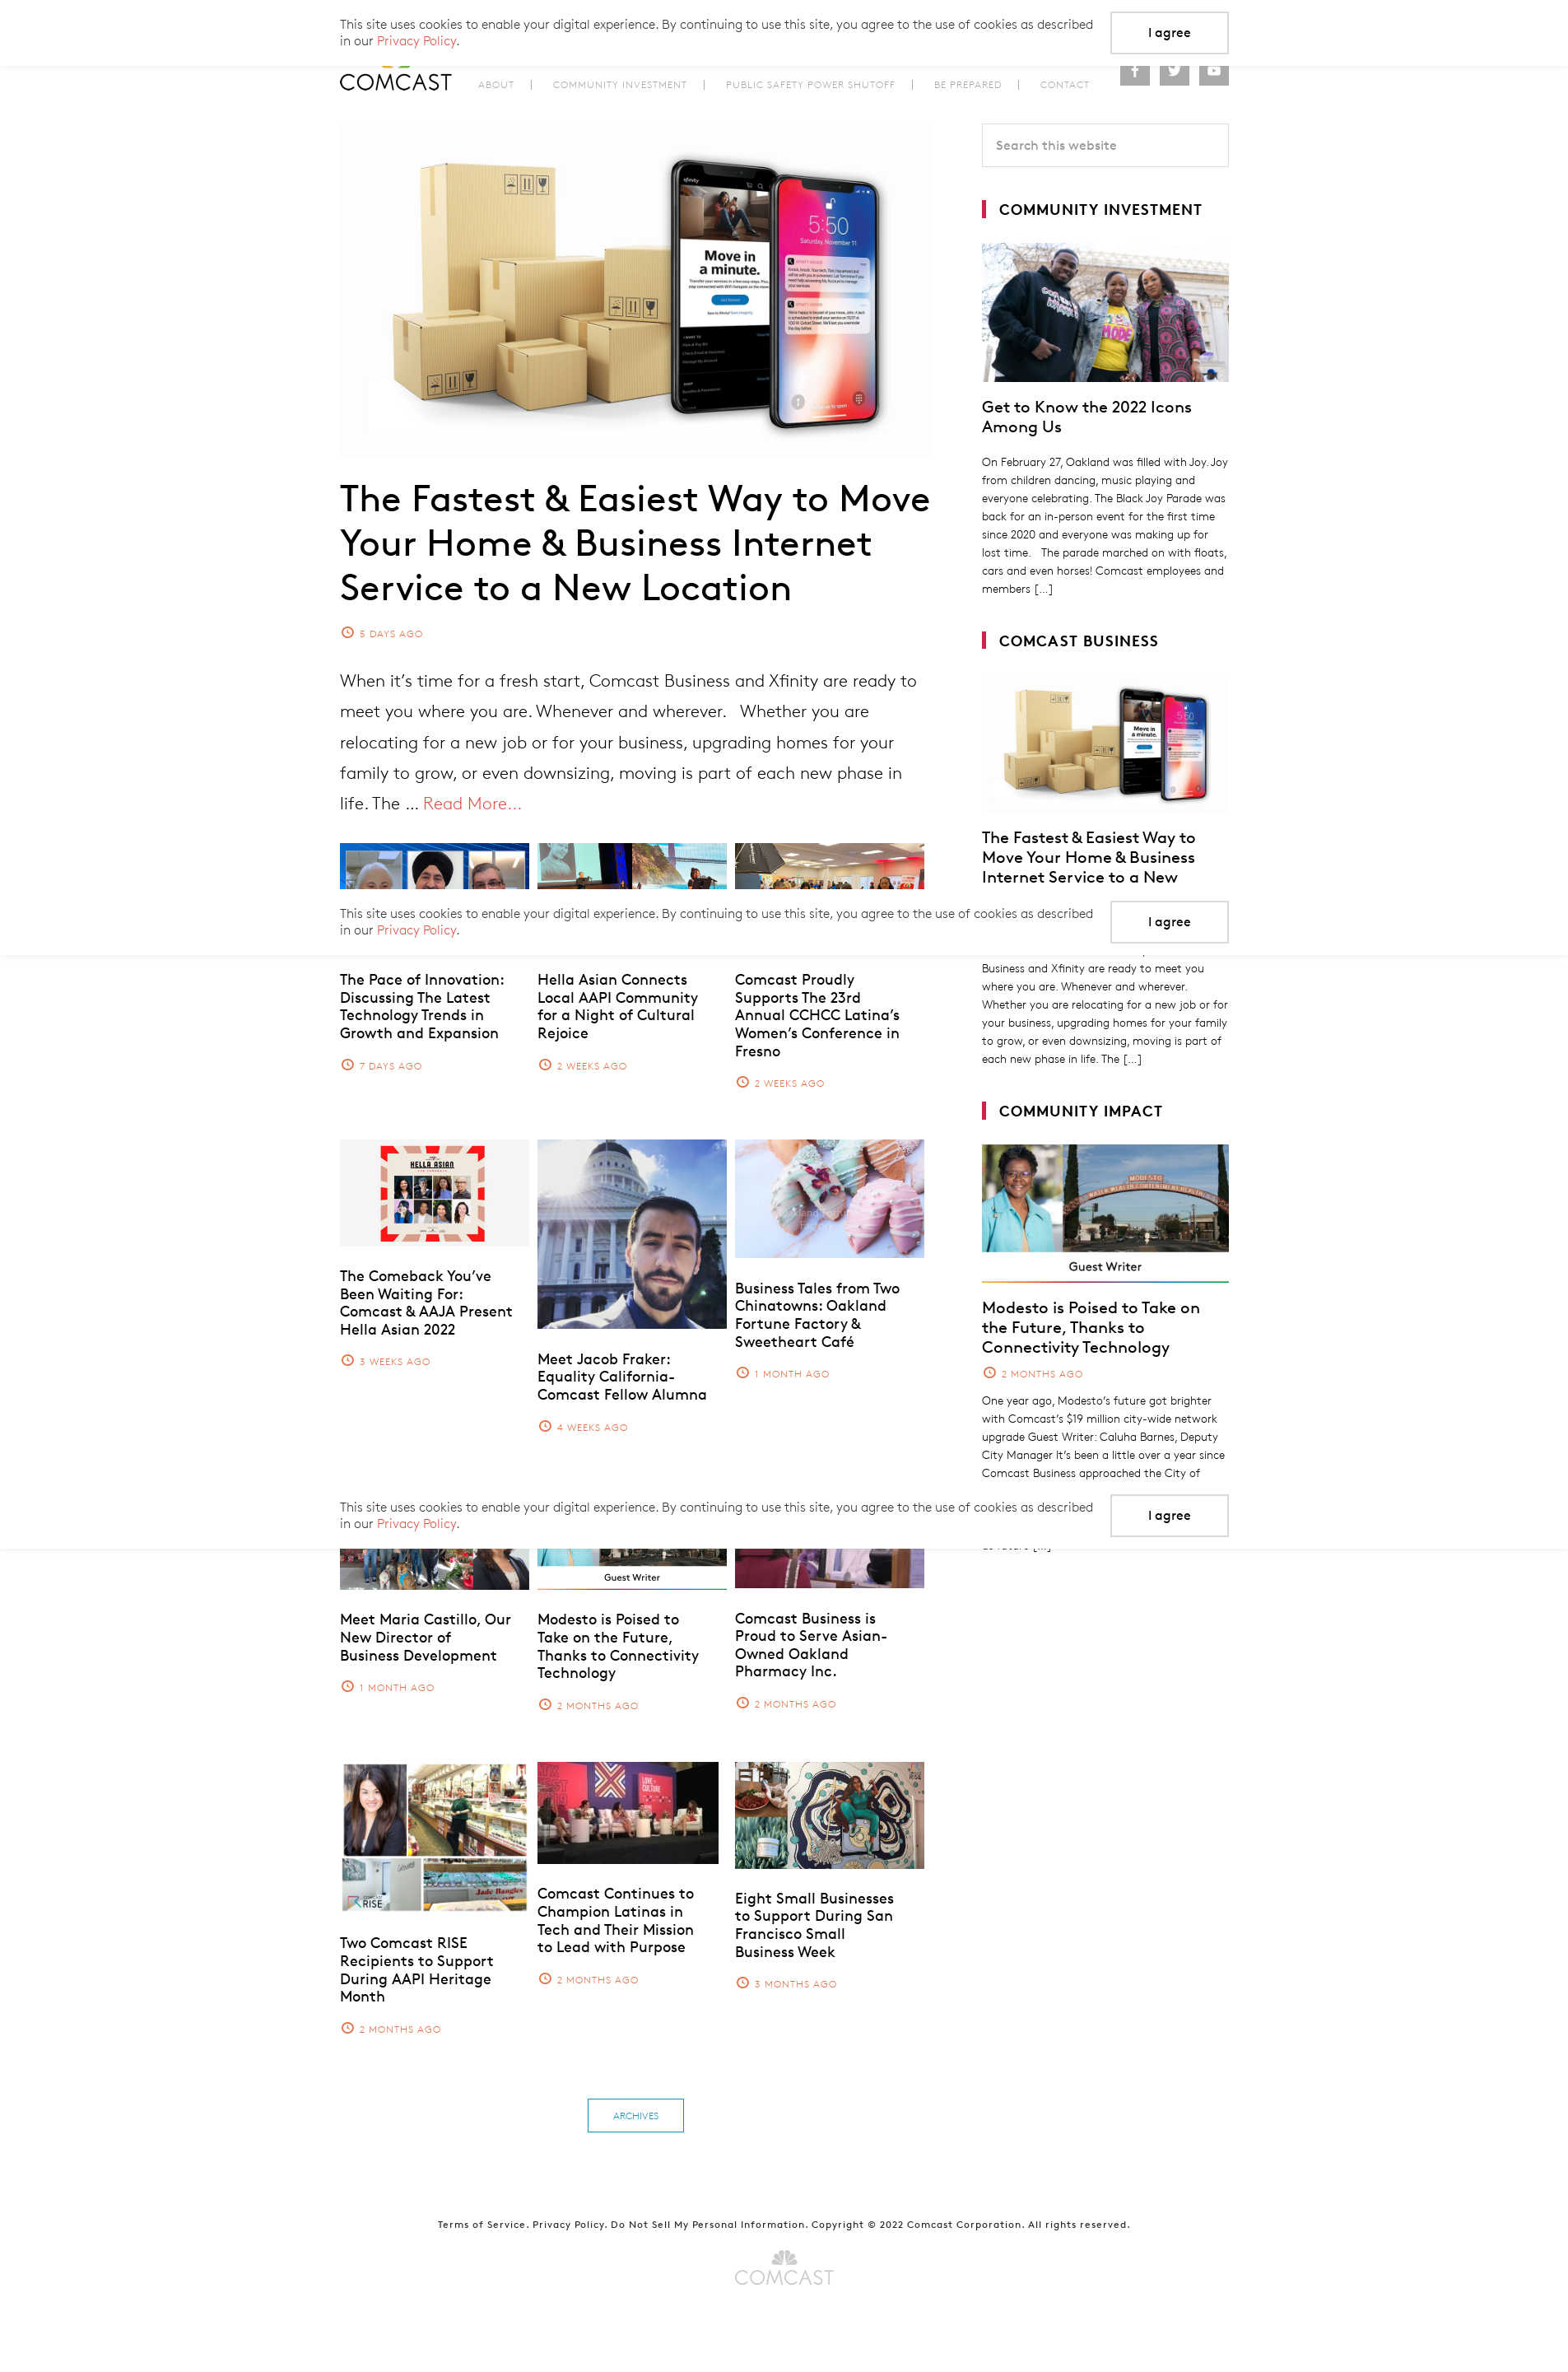 This site uses cookies to enable your digital experience. By continuing to use this site, you agree to the use of cookies as described
in our Privacy Policy.
I agree
COMCAST
ABOUT
COMMUNITY INVESTMENT
PUBLIC SAFETY POWER SHUTOFF
BE PREPARED
CONTACT
xfinity
Move in
a minute.
5:50
Saturday, November 11
The Fastest & Easiest Way to Move
Your Home & Business Internet
Service to a New Location
5 DAYS AGO
When it’s time for a fresh start, Comcast Business and Xfinity are ready to
meet you where you are. Whenever and wherever.   Whether you are
relocating for a new job or for your business, upgrading homes for your
family to grow, or even downsizing, moving is part of each new phase in
life. The … Read More...
This site uses cookies to enable your digital experience. By continuing to use this site, you agree to the use of cookies as described
in our Privacy Policy.
I agree
The Pace of Innovation:
Discussing The Latest
Technology Trends in
Growth and Expansion
7 DAYS AGO
Hella Asian Connects
Local AAPI Community
for a Night of Cultural
Rejoice
2 WEEKS AGO
Comcast Proudly
Supports The 23rd
Annual CCHCC Latina’s
Women’s Conference in
Fresno
2 WEEKS AGO
HELLA ASIAN
The Comeback You’ve
Been Waiting For:
Comcast & AAJA Present
Hella Asian 2022
3 WEEKS AGO
Meet Jacob Fraker:
Equality California-
Comcast Fellow Alumna
4 WEEKS AGO
Business Tales from Two
Chinatowns: Oakland
Fortune Factory &
Sweetheart Café
1 MONTH AGO
This site uses cookies to enable your digital experience. By continuing to use this site, you agree to the use of cookies as described
in our Privacy Policy.
I agree
Meet Maria Castillo, Our
New Director of
Business Development
1 MONTH AGO
Guest Writer
Modesto is Poised to
Take on the Future,
Thanks to Connectivity
Technology
2 MONTHS AGO
Comcast Business is
Proud to Serve Asian-
Owned Oakland
Pharmacy Inc.
2 MONTHS AGO
Jade Bangles
RISE
Two Comcast RISE
Recipients to Support
During AAPI Heritage
Month
2 MONTHS AGO
LOVE
CULTURE
Comcast Continues to
Champion Latinas in
Tech and Their Mission
to Lead with Purpose
2 MONTHS AGO
RISE
Eight Small Businesses
to Support During San
Francisco Small
Business Week
3 MONTHS AGO
ARCHIVES
Search this website
COMMUNITY INVESTMENT
MODE
Get to Know the 2022 Icons
Among Us
On February 27, Oakland was filled with Joy. Joy
from children dancing, music playing and
everyone celebrating. The Black Joy Parade was
back for an in-person event for the first time
since 2020 and everyone was making up for
lost time.   The parade marched on with floats,
cars and even horses! Comcast employees and
members […]
COMCAST BUSINESS
Move in
a minute.
5:50
The Fastest & Easiest Way to
Move Your Home & Business
Internet Service to a New
Business and Xfinity are ready to meet you
where you are. Whenever and wherever.
Whether you are relocating for a new job or for
your business, upgrading homes for your family
to grow, or even downsizing, moving is part of
each new phase in life. The […]
COMMUNITY IMPACT
MODESTO
WATER WEALTH CONTENTMENT HEALTH
Guest Writer
Modesto is Poised to Take on
the Future, Thanks to
Connectivity Technology
2 MONTHS AGO
One year ago, Modesto’s future got brighter
with Comcast’s $19 million city-wide network
upgrade Guest Writer: Caluha Barnes, Deputy
City Manager It’s been a little over a year since
Comcast Business approached the City of
Terms of Service. Privacy Policy. Do Not Sell My Personal Information. Copyright © 2022 Comcast Corporation. All rights reserved.
COMCAST